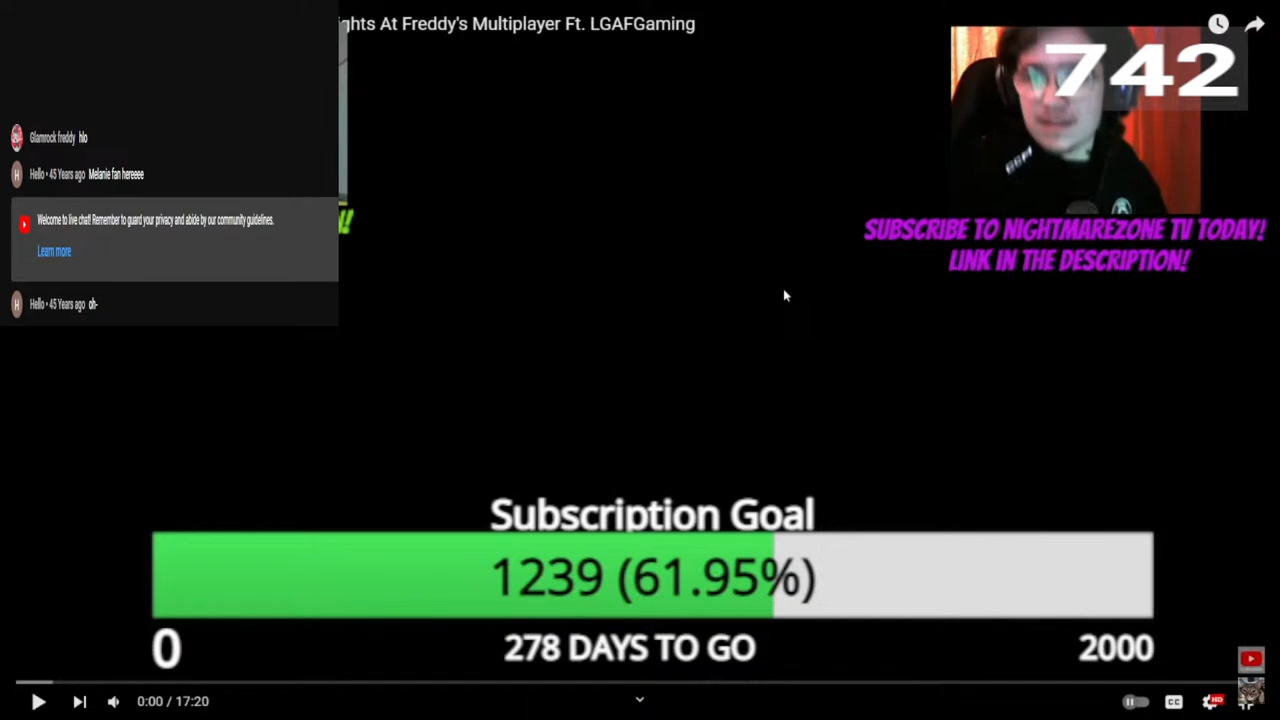 ghts At Freddy's Multiplayer Ft. LGAFGaming
742
Glamrock freddy hlo
Hello • 45 Years ago Melanie fan hereeee
Welcome to live chat! Remember to guard your privacy and abide by our community guidelines.
Learn more
Hello • 45 Years ago oh-
SUBSCRIBE TO NIGHTMAREZONE TV TODAY!
LINK IN THE DESCRIPTION!
Subscription Goal
1239 (61.95%)
0
278 DAYS TO GO
2000
0:00 / 17:20
CC
HD